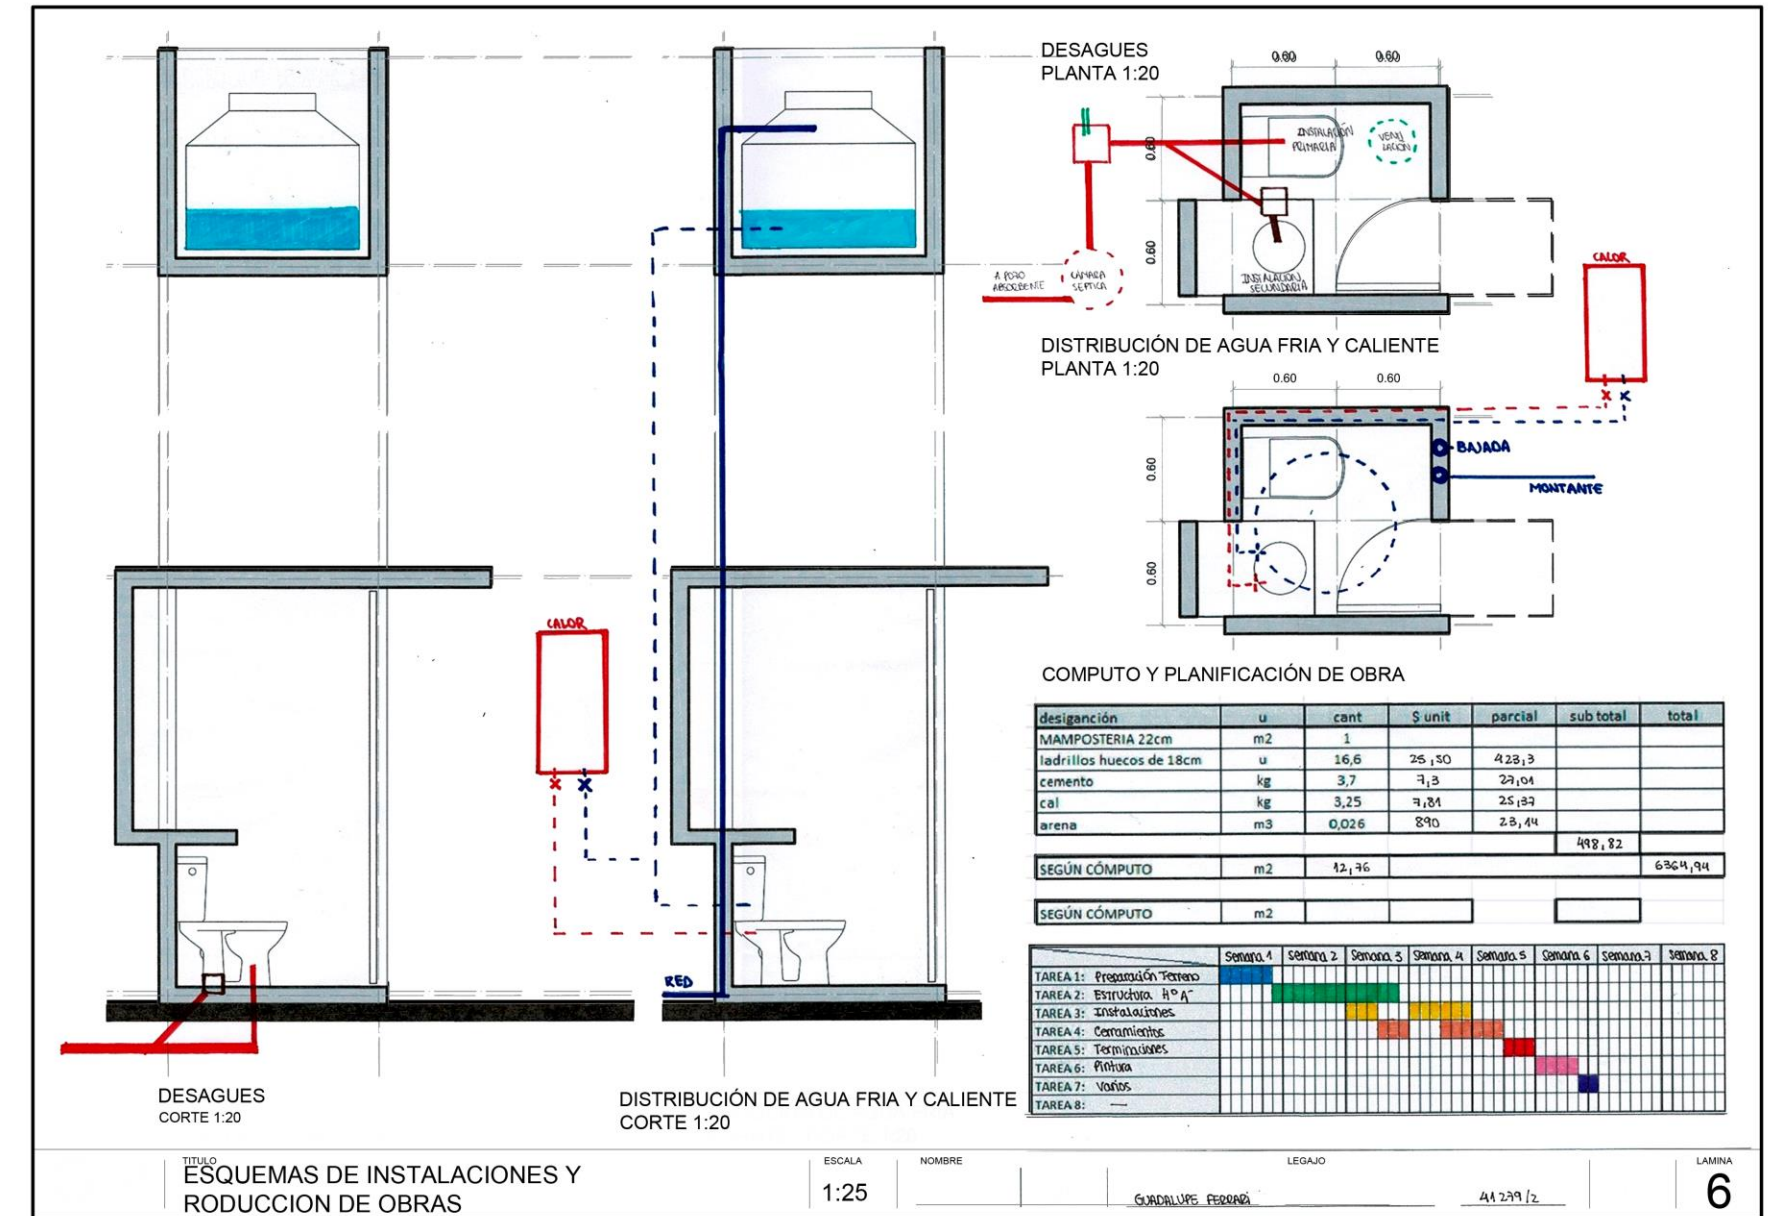 DESAGUES
PLANTA 1:20
0.60 0.60
0.60
0.60
INSTALACIÓN
PRIMARIA
VENTI
LACIÓN
A POZO
ABSORBENTE
CÁMARA
SEPTICA
INSTALACIÓN
SECUNDARIA
CALOR
DISTRIBUCIÓN DE AGUA FRIA Y CALIENTE
PLANTA 1:20
0.60 0.60
0.60
0.60
BAJADA
MONTANTE
CALOR
RED
DESAGUES
CORTE 1:20
DISTRIBUCIÓN DE AGUA FRIA Y CALIENTE
CORTE 1:20
COMPUTO Y PLANIFICACIÓN DE OBRA
desigancción u cant $ unit parcial sub total total
MAMPOSTERIA 22cm m2 1
ladrillos huecos de 18cm u 16,6 25,50 423,3
cemento kg 3,7 7,3 27,01
cal kg 3,25 7,81 25,37
arena m3 0,026 890 23,14
498,82
SEGÚN CÓMPUTO m2 12,76 6364,94
SEGÚN CÓMPUTO m2
Semana 1 Semana 2 Semana 3 Semana 4 Semana 5 Semana 6 Semana 7 Semana 8
TAREA 1: Preparación Terreno
TAREA 2: Estructura H°A°
TAREA 3: Instalaciones
TAREA 4: Cerramientos
TAREA 5: Terminaciones
TAREA 6: Pintura
TAREA 7: Varios
TAREA 8: —
TITULO
ESQUEMAS DE INSTALACIONES Y
RODUCCION DE OBRAS
ESCALA
1:25
NOMBRE
GUADALUPE FERRARI
LEGAJO
41279/2
LAMINA
6